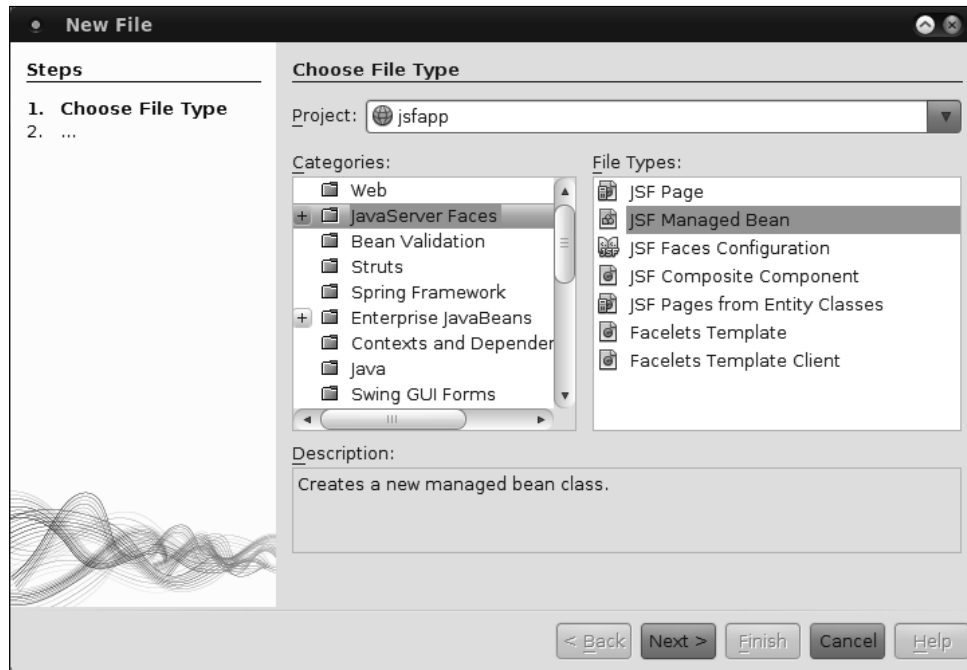 New File
Steps
1. Choose File Type
2. ...
Choose File Type
Project: jsfapp
Categories:
Web
JavaServer Faces
Bean Validation
Struts
Spring Framework
Enterprise JavaBeans
Contexts and Depender
Java
Swing GUI Forms
File Types:
JSF Page
JSF Managed Bean
JSF Faces Configuration
JSF Composite Component
JSF Pages from Entity Classes
Facelets Template
Facelets Template Client
Description:
Creates a new managed bean class.
< Back Next > Finish Cancel Help